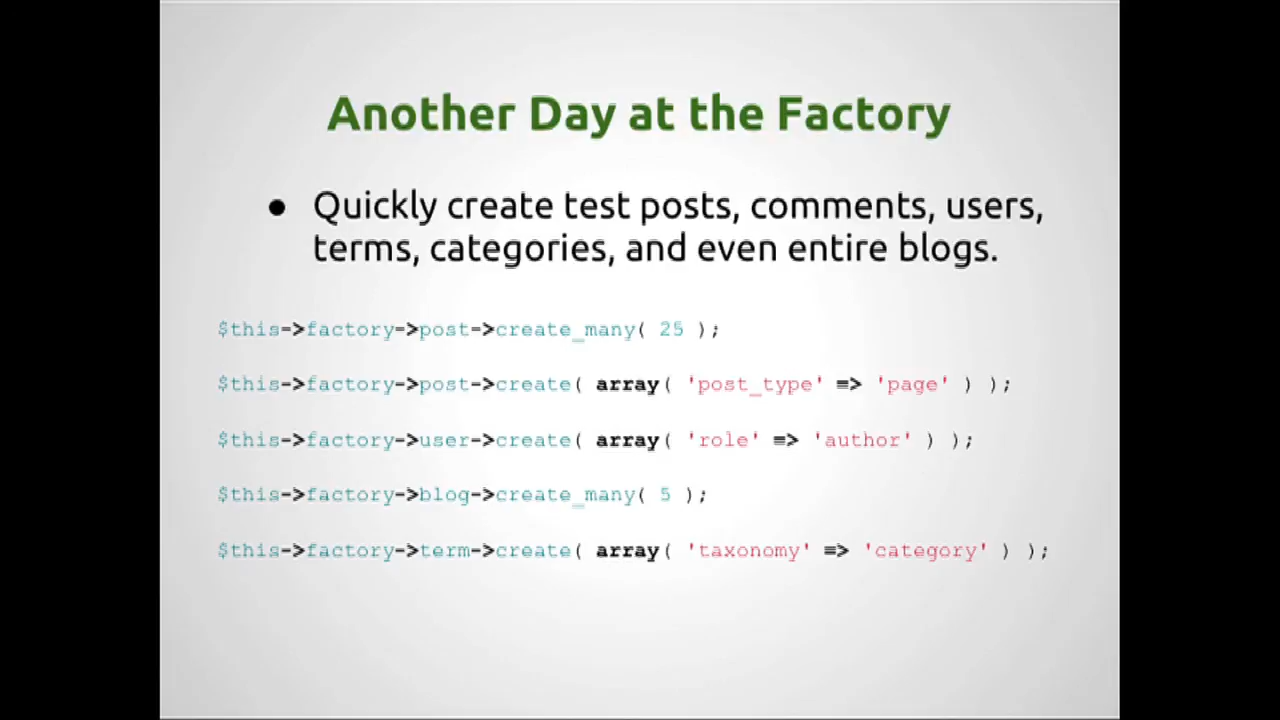 Another Day at the Factory
● Quickly create test posts, comments, users,
terms, categories, and even entire blogs.
$this->factory->post->create_many( 25 );
$this->factory->post->create( array( 'post_type' => 'page' ) );
$this->factory->user->create( array( 'role' => 'author' ) );
$this->factory->blog->create_many( 5 );
$this->factory->term->create( array( 'taxonomy' => 'category' ) );